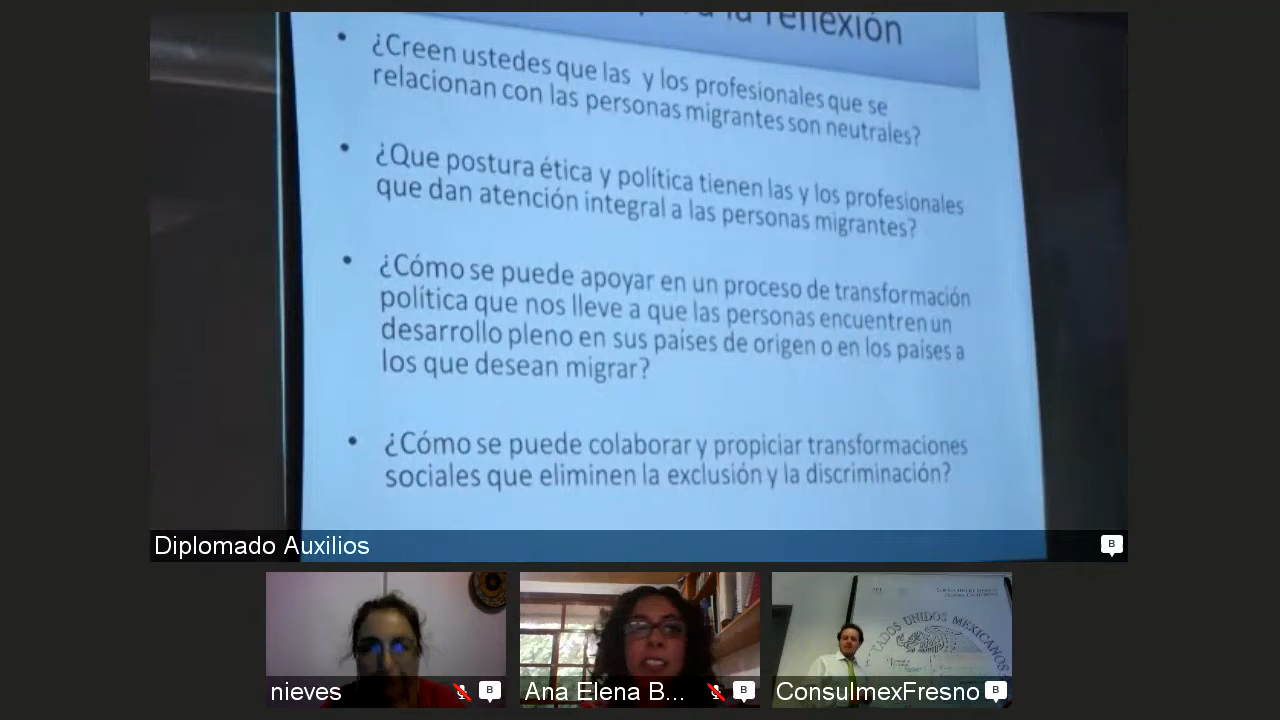 la reflexión
• ¿Creen ustedes que las y los profesionales que se
relacionan con las personas migrantes son neutrales?
• ¿Que postura ética y política tienen las y los profesionales
que dan atención integral a las personas migrantes?
• ¿Cómo se puede apoyar en un proceso de transformación
política que nos lleve a que las personas encuentren un
desarrollo pleno en sus países de origen o en los países a
los que desean migrar?
• ¿Cómo se puede colaborar y propiciar transformaciones
sociales que eliminen la exclusión y la discriminación?
Diplomado Auxilios
B
TADOS UNIDOS MEXICANOS
nieves
B
Ana Elena B...
B
ConsulmexFresno
B